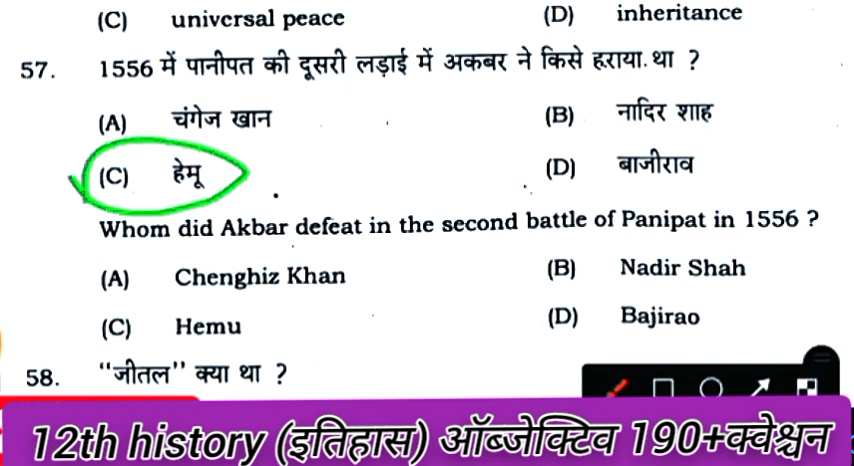 (C) universal peace (D) inheritance
57. 1556 में पानीपत की दूसरी लड़ाई में अकबर ने किसे हराया था ?
(A) चंगेज खान (B) नादिर शाह
(C) हेमू (D) बाजीराव
Whom did Akbar defeat in the second battle of Panipat in 1556 ?
(A) Chenghiz Khan (B) Nadir Shah
(C) Hemu (D) Bajirao
58. "जीतल" क्या था ?
12th history (इतिहास) ऑब्जेक्टिव 190+क्वेश्चन